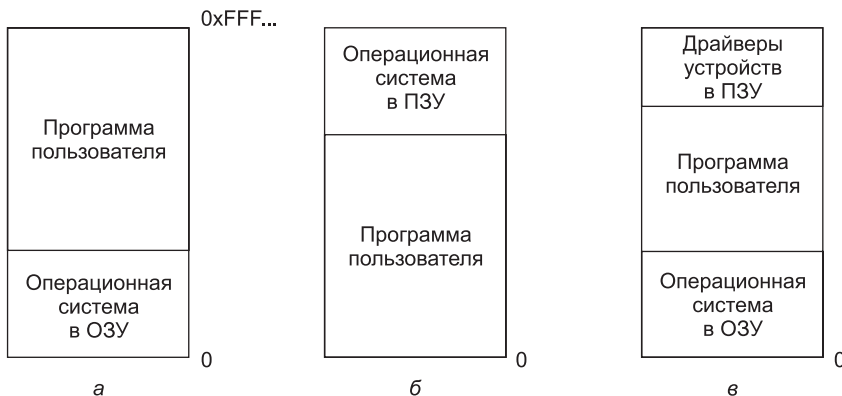 0xFFF...
Программа
пользователя
Операционная
система
в ОЗУ
0
а
Операционная
система
в ПЗУ
Программа
пользователя
0
б
Драйверы
устройств
в ПЗУ
Программа
пользователя
Операционная
система
в ОЗУ
0
в